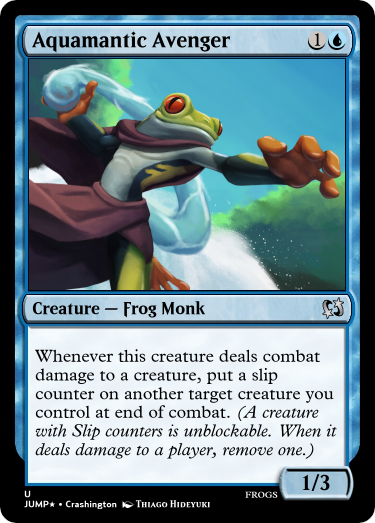 Aquamantic Avenger 1
Creature — Frog Monk
Whenever this creature deals combat
damage to a creature, put a slip
counter on another target creature you
control at end of combat. (A creature
with Slip counters is unblockable. When it
deals damage to a player, remove one.)
1/3
U FROGS
JUMP★ • Crashington Thiago Hideyuki